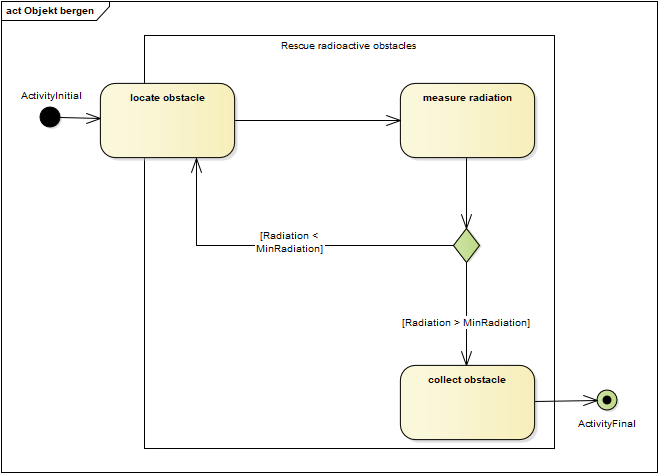 act Objekt bergen
Rescue radioactive obstacles
ActivityInitial
locate obstacle
measure radiation
[Radiation <
MinRadiation]
[Radiation > MinRadiation]
collect obstacle
ActivityFinal